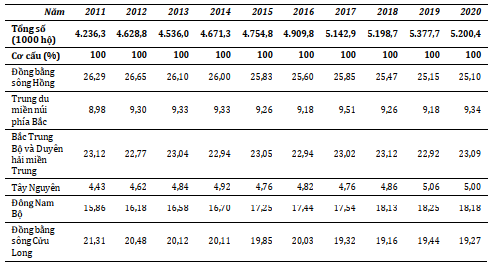 Năm 2011 2012 2013 2014 2015 2016 2017 2018 2019 2020
Tổng số
(1000 hộ) 4.236,3 4.628,8 4.536,0 4.671,3 4.754,8 4.909,8 5.142,9 5.198,7 5.377,7 5.200,4
Cơ cấu (%) 100 100 100 100 100 100 100 100 100 100
Đồng bằng
sông Hồng 26,29 26,65 26,10 26,00 25,83 25,60 25,85 25,47 25,15 25,10
Trung du
miền núi
phía Bắc 8,98 9,30 9,33 9,33 9,26 9,18 9,51 9,26 9,18 9,34
Bắc Trung
Bộ và Duyên
hải miền
Trung 23,12 22,77 23,04 22,94 23,05 22,94 23,02 23,12 22,92 23,09
Tây Nguyên 4,43 4,62 4,84 4,92 4,76 4,82 4,76 4,86 5,06 5,00
Đông Nam
Bộ 15,86 16,18 16,58 16,70 17,25 17,44 17,54 18,13 18,25 18,18
Đồng bằng
sông Cửu
Long 21,31 20,48 20,12 20,11 19,85 20,03 19,32 19,16 19,44 19,27